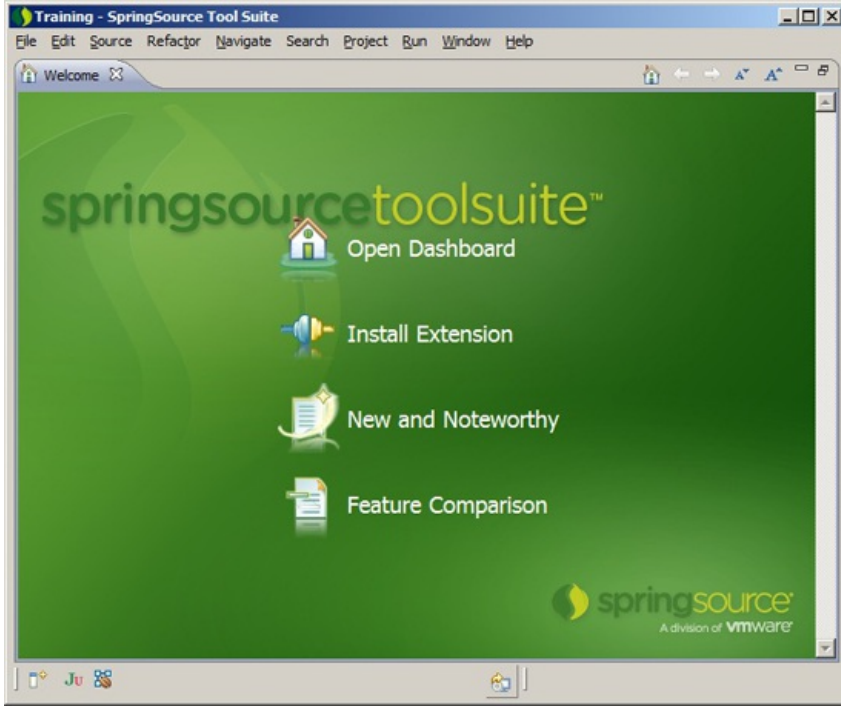 Training - SpringSource Tool Suite
File Edit Source Refactor Navigate Search Project Run Window Help
Welcome
springsourcetoolsuite™
Open Dashboard
Install Extension
New and Noteworthy
Feature Comparison
springsource
A division of vmware
Ju